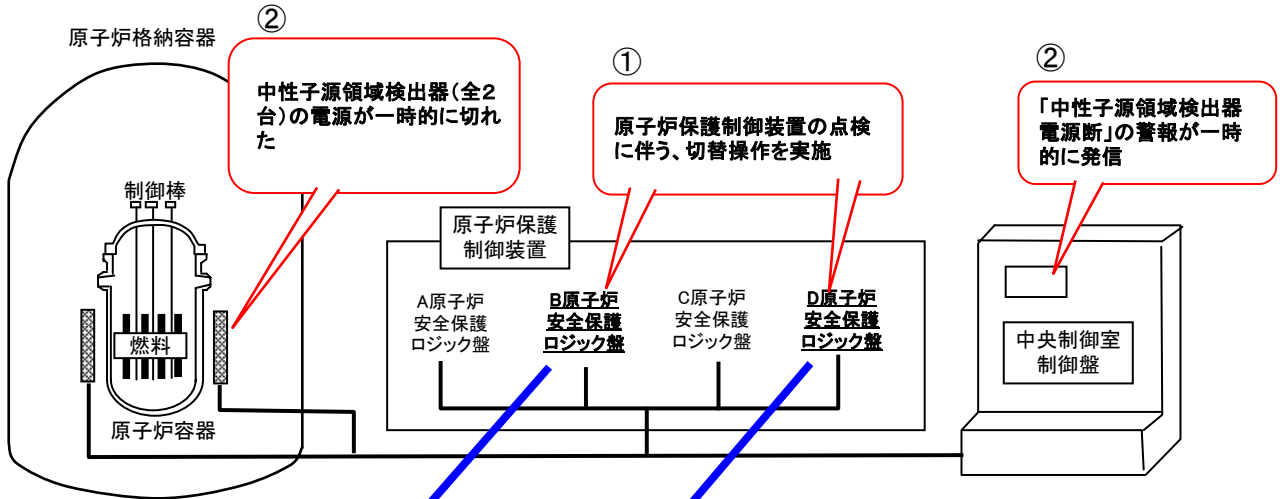 ②
原子炉格納容器
中性子源領域検出器(全2
台)の電源が一時的に切れ
た
①
原子炉保護制御装置の点検
に伴う、切替操作を実施
②
「中性子源領域検出器
電源断」の警報が一時
的に発信
制御棒
燃料
原子炉容器
原子炉保護
制御装置
A原子炉
安全保護
ロジック盤
B原子炉
安全保護
ロジック盤
C原子炉
安全保護
ロジック盤
D原子炉
安全保護
ロジック盤
中央制御室
制御盤